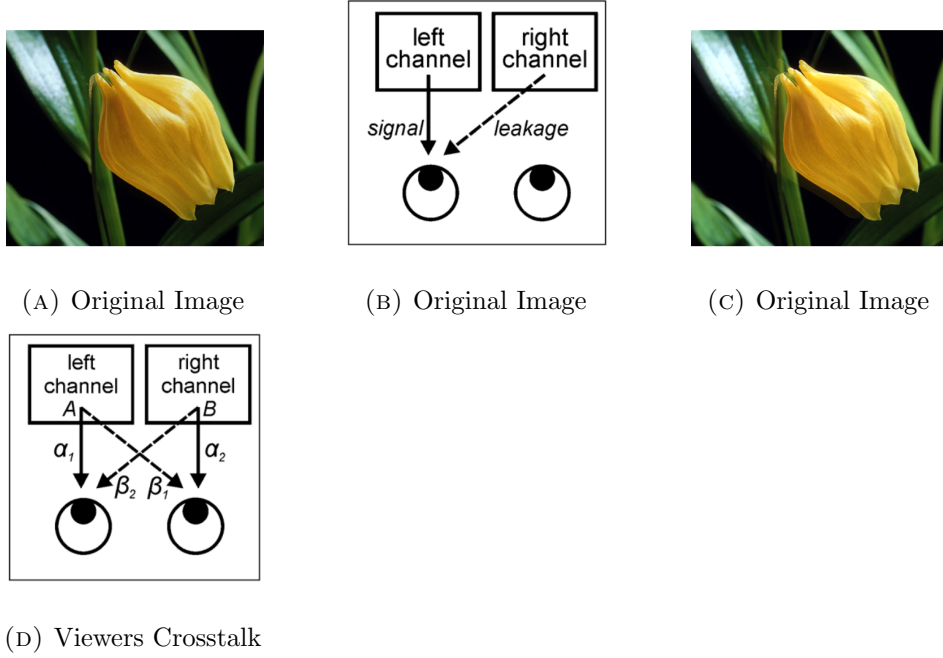 left
channel
right
channel
signal
leakage
(A) Original Image
(B) Original Image
(C) Original Image
left
channel
A
right
channel
B
α1
α2
β2
β1
(D) Viewers Crosstalk